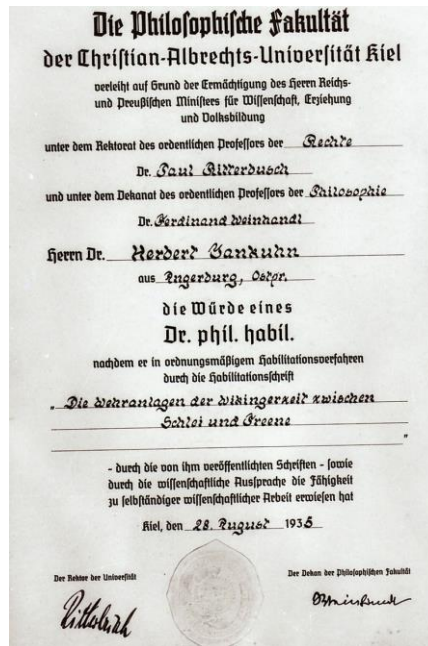 Die Philosophische Fakultät
der Christian-Albrechts-Universität Kiel
verleiht auf Grund der Ermächtigung des Herrn Reichs-
und Preußischen Ministers für Wissenschaft, Erziehung
und Volksbildung
unter dem Rektorat des ordentlichen Professors der Rechte
Dr. Paul Ritterbusch
und unter dem Dekanat des ordentlichen Professors der Philosophie
Dr. Ferdinand Weinhandl
Herrn Dr. Herbert Jankuhn
aus Angerburg, Ostpr.
die Würde eines
Dr. phil. habil.
nachdem er in ordnungsmäßigem Habilitationsverfahren
durch die Habilitationsschrift
"Die Wehranlagen der Wikingerzeit zwischen
Schlei und Treene
"
- durch die von ihm veröffentlichten Schriften - sowie
durch die wissenschaftliche Aussprache die Fähigkeit
zu selbständiger wissenschaftlicher Arbeit erwiesen hat
Kiel, den 28. August 1935
Der Rektor der Universität
Der Dekan der Philosophischen Fakultät
Ritterbusch